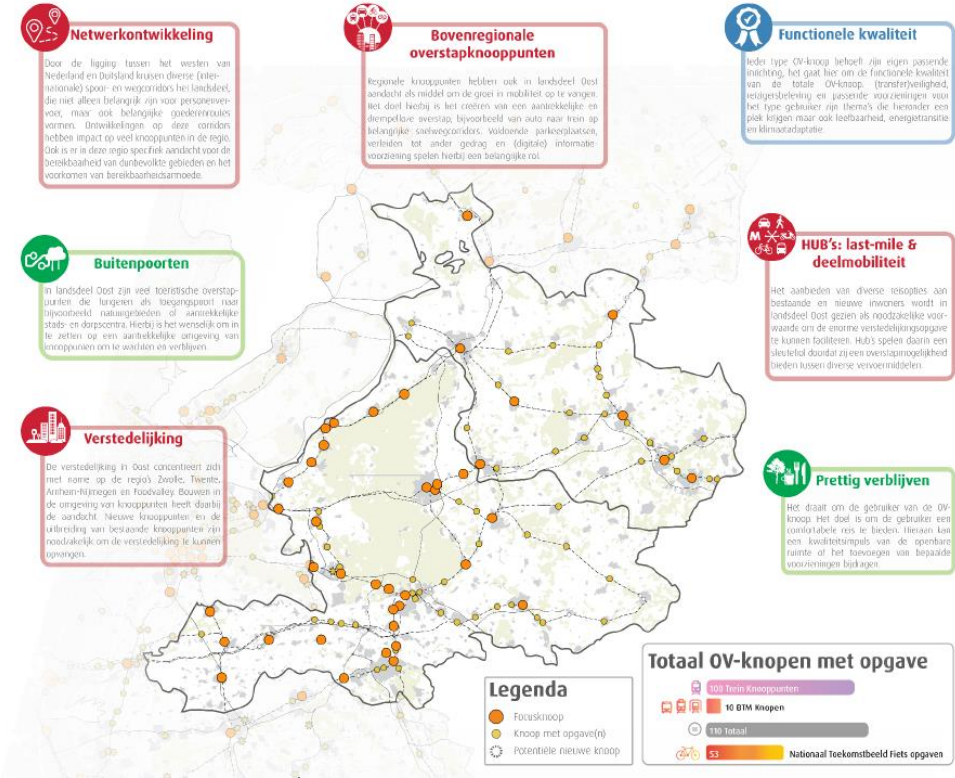 Netwerkontwikkeling
Door de ligging tussen het westen van
Nederland en Duitsland kruisen diverse (inter-
nationale) spoor- en wegcorridors het landsdeel,
die niet alleen belangrijk zijn voor personenver-
voer, maar ook belangrijke goederenroutes
vormen. Ontwikkelingen op deze corridors
hebben impact op veel knooppunten in de regio.
Ook is er in deze regio specifiek aandacht voor de
bereikbaarheid van dunbevolkte gebieden en het
voorkomen van bereikbaarheidsarmoede.
Bovenregionale
overstapknooppunten
Regionale knooppunten hebben ook in landsdeel Oost
aandacht als middel om de groei in mobiliteit op te vangen.
Het doel hierbij is het creëren van een aantrekkelijke en
drempelloze overstap, bijvoorbeeld van auto naar trein op
belangrijke snelwegcorridors. Voldoende parkeerplaatsen,
verleiden tot ander gedrag en (digitale) informatie
voorziening spelen hierbij een belangrijke rol.
Functionele kwaliteit
Ieder type OV-knoop behoeft zijn eigen passende
inrichting, het gaat hier om de functionele kwaliteit
van de totale OV-knoop. (transfer)veiligheid,
reizigersbeleving en passende voorzieningen voor
het type gebruiker zijn thema's die hieronder een
plek krijgen maar ook leefbaarheid, energietransitie
en klimaatadaptatie.
Buitenpoorten
In landsdeel Oost zijn veel toeristische overstap-
punten die fungeren als toegangspoort naar
bijvoorbeeld natuurgebieden of aantrekkelijke
stads- en dorpscentra. Hierbij is het wenselijk om in
te zetten op een aantrekkelijke omgeving van
knooppunten om te wachten en verblijven.
M
HUB's: last-mile &
deelmobiliteit
Het aanbieden van diverse reisopties aan
bestaande en nieuwe inwoners wordt in
landsdeel Oost gezien als noodzakelijke voor-
waarde om de enorme verstedelijkingsopgave
te kunnen faciliteren. Hub's spelen daarin een
sleutelrol doordat zij een overstapmogelijkheid
bieden tussen diverse vervoermiddelen.
Verstedelijking
De verstedelijking in Oost concentreert zich
met name op de regio's Zwolle, Twente,
Arnhem-Nijmegen en Foodvalley. Bouwen in
de omgeving van knooppunten heeft daarbij
de aandacht. Nieuwe knooppunten en de
uitbreiding van bestaande knooppunten zijn
noodzakelijk om de verstedelijking te kunnen
opvangen.
Prettig verblijven
Het draait om de gebruiker van de OV-
knoop. Het doel is om de gebruiker een
comfortabele reis te bieden. Hieraan kan
een kwaliteitsimpuls van de openbare
ruimte of het toevoegen van bepaalde
voorzieningen bijdragen.
Legenda
Focusknoop
Knoop met opgave(n)
Potentiële nieuwe knoop
Totaal OV-knopen met opgave
100 Trein Knooppunten
10 BTM Knopen
110 Totaal
53 Nationaal Toekomstbeeld Fiets opgaven